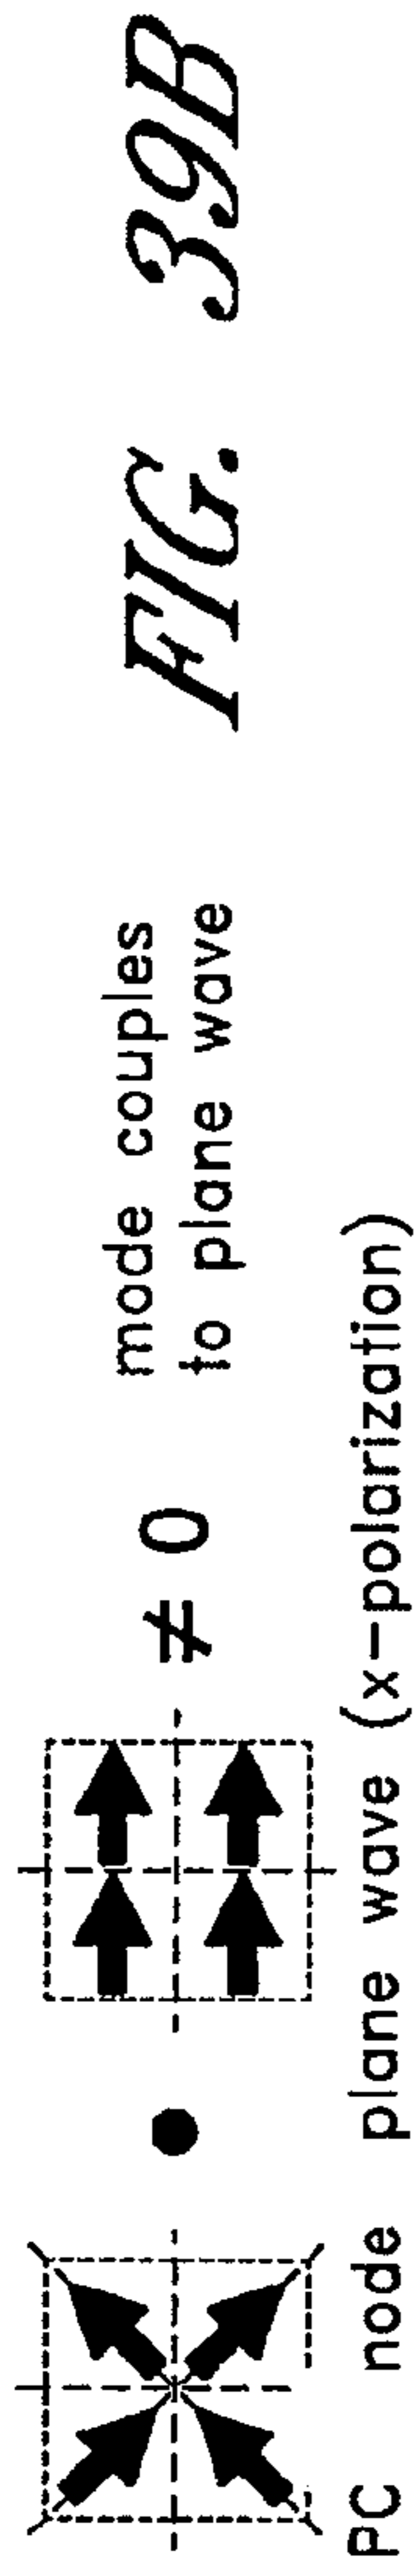 ≠ 0
mode couples
to plane wave
PC node plane wave (x-polarization)
FIG. 39B